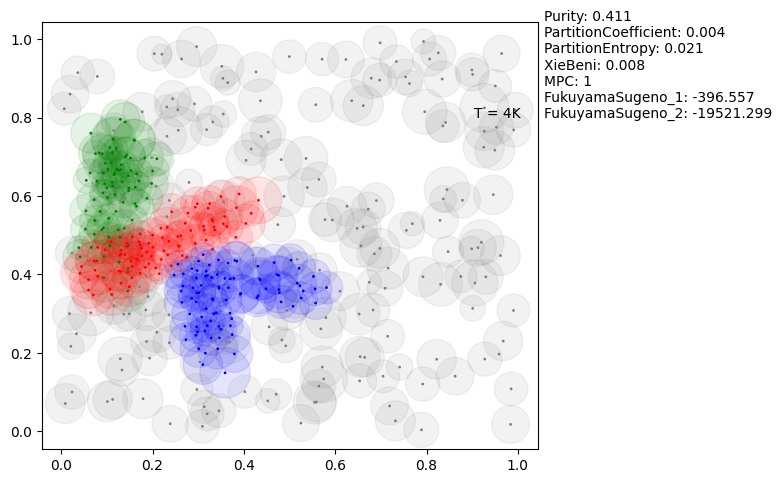 Purity: 0.411
PartitionCoefficient: 0.004
PartitionEntropy: 0.021
XieBeni: 0.008
MPC: 1
FukuyamaSugeno_1: -396.557
FukuyamaSugeno_2: -19521.299
T = 4K
1.0
0.8
0.6
0.4
0.2
0.0
0.0 0.2 0.4 0.6 0.8 1.0